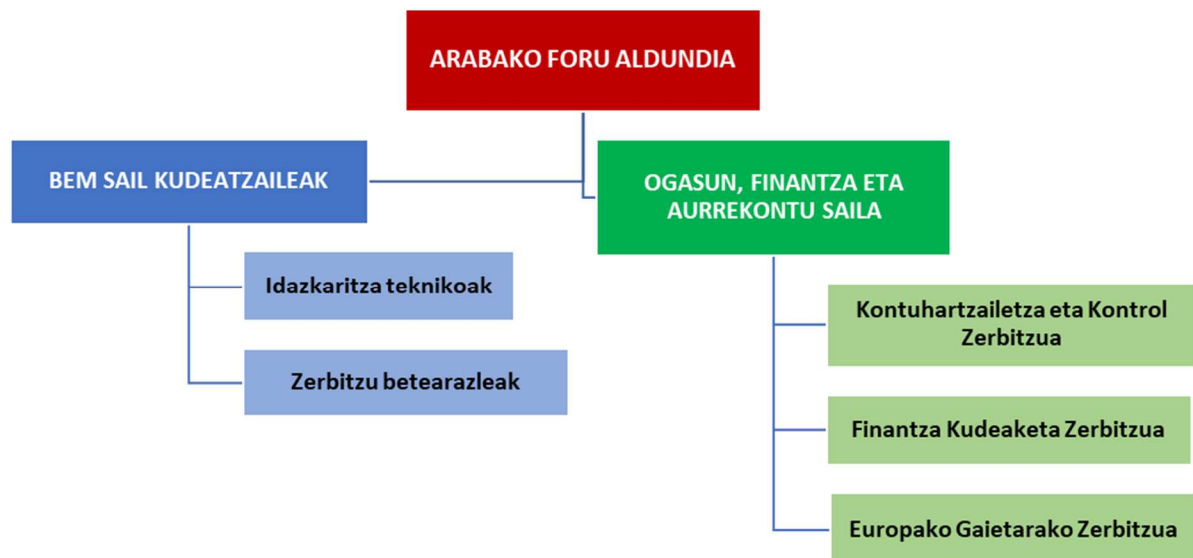 ARABAKO FORU ALDUNDIA
BEM SAIL KUDEATZAILEAK
OGASUN, FINANTZA ETA
AURREKONTU SAILA
Idazkaritza teknikoak
Zerbitzu betearazleak
Kontuhartzailetza eta Kontrol
Zerbitzua
Finantza Kudeaketa Zerbitzua
Europako Gaietarako Zerbitzua